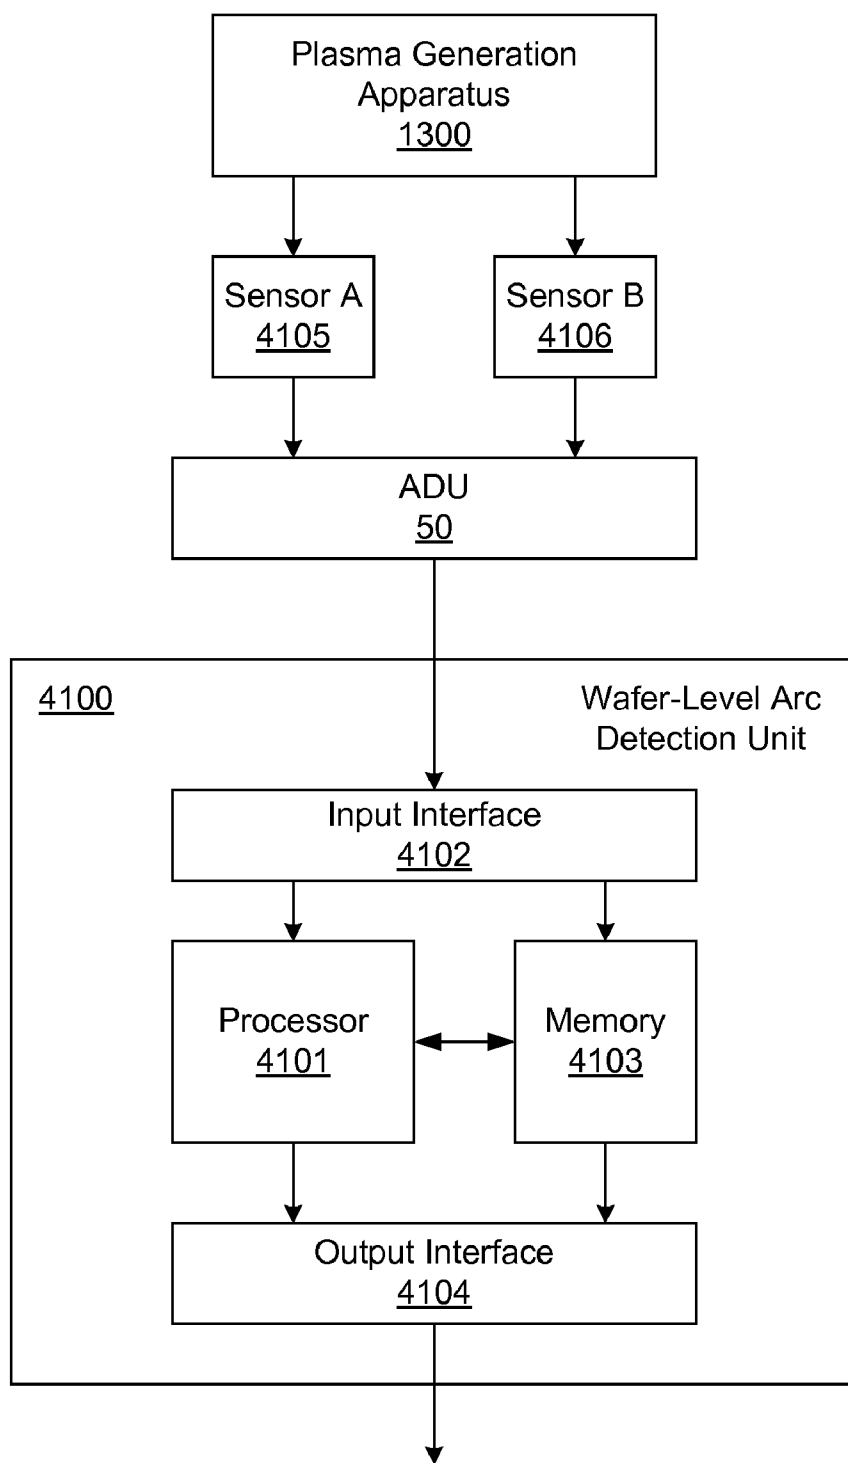 Plasma Generation
Apparatus
1300
Sensor A
4105
Sensor B
4106
ADU
50
4100
Wafer-Level Arc
Detection Unit
Input Interface
4102
Processor
4101
Memory
4103
Output Interface
4104